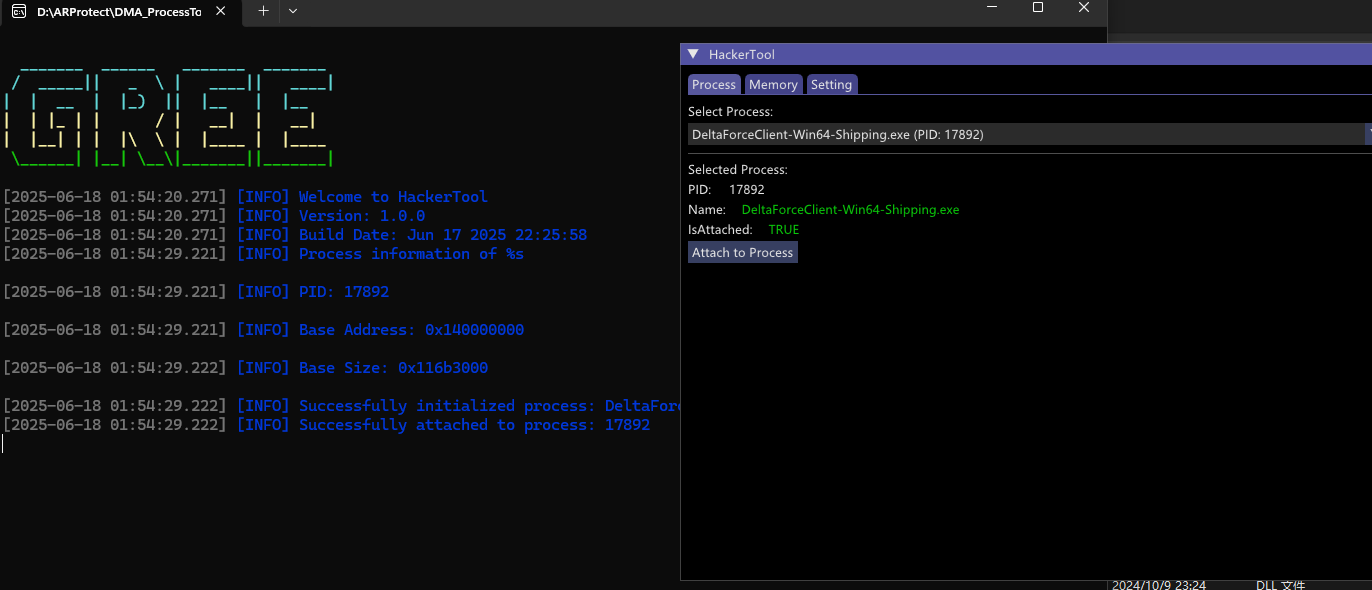 D:\ARProtect\DMA_ProcessTo
GREE
[2025-06-18 01:54:20.271] [INFO] Welcome to HackerTool
[2025-06-18 01:54:20.271] [INFO] Version: 1.0.0
[2025-06-18 01:54:20.271] [INFO] Build Date: Jun 17 2025 22:25:58
[2025-06-18 01:54:29.221] [INFO] Process information of %s
[2025-06-18 01:54:29.221] [INFO] PID: 17892
[2025-06-18 01:54:29.221] [INFO] Base Address: 0x140000000
[2025-06-18 01:54:29.222] [INFO] Base Size: 0x116b3000
[2025-06-18 01:54:29.222] [INFO] Successfully initialized process: DeltaForc
[2025-06-18 01:54:29.222] [INFO] Successfully attached to process: 17892
HackerTool
Process Memory Setting
Select Process:
DeltaForceClient-Win64-Shipping.exe (PID: 17892)
Selected Process:
PID: 17892
Name: DeltaForceClient-Win64-Shipping.exe
IsAttached: TRUE
Attach to Process
2024/10/9 23:24 DLL 文件